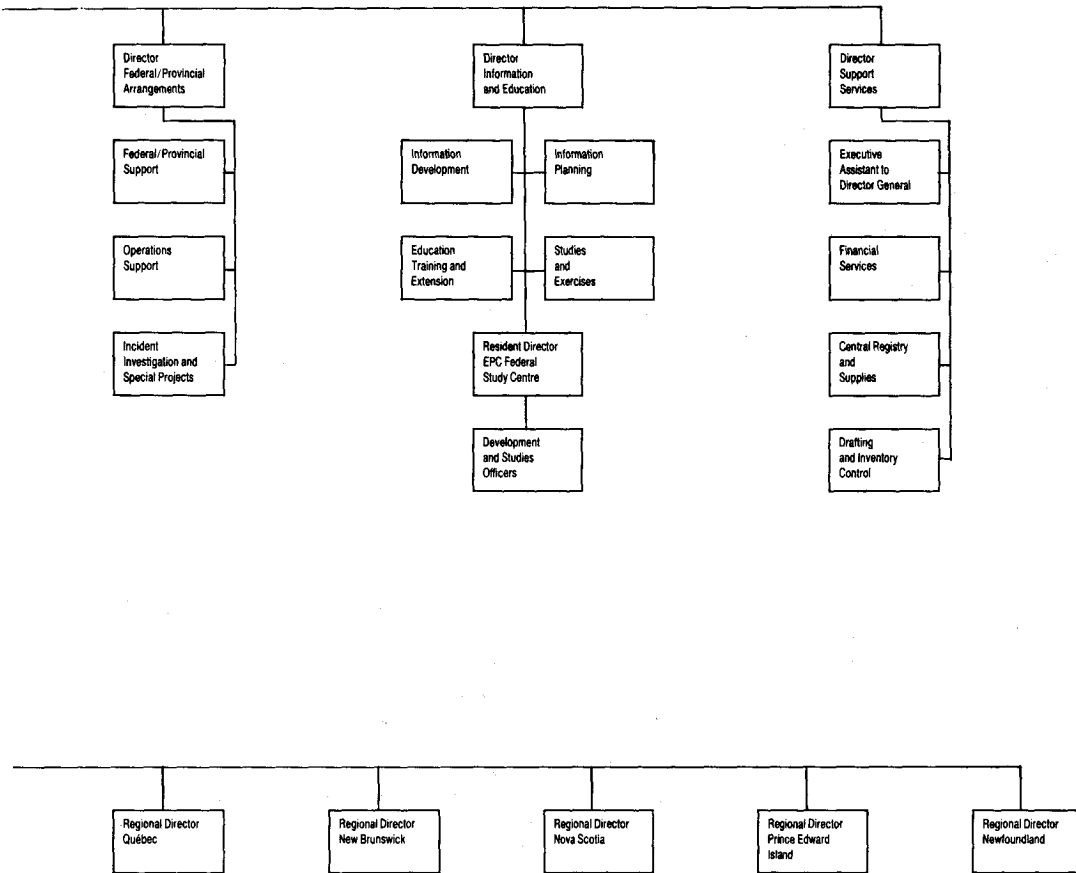 Director
Federal/Provincial
Arrangements
Director
Information
and Education
Director
Support
Services
Federal/Provincial
Support
Information
Development
Information
Planning
Executive
Assistant to
Director General
Operations
Support
Education
Training and
Extension
Studies
and
Exercises
Financial
Services
Incident
Investigation and
Special Projects
Resident Director
EPC Federal
Study Centre
Central Registry
and
Supplies
Development
and Studies
Officers
Drafting
and Inventory
Control
Regional Director
Québec
Regional Director
New Brunswick
Regional Director
Nova Scotia
Regional Director
Prince Edward
Island
Regional Director
Newfoundland